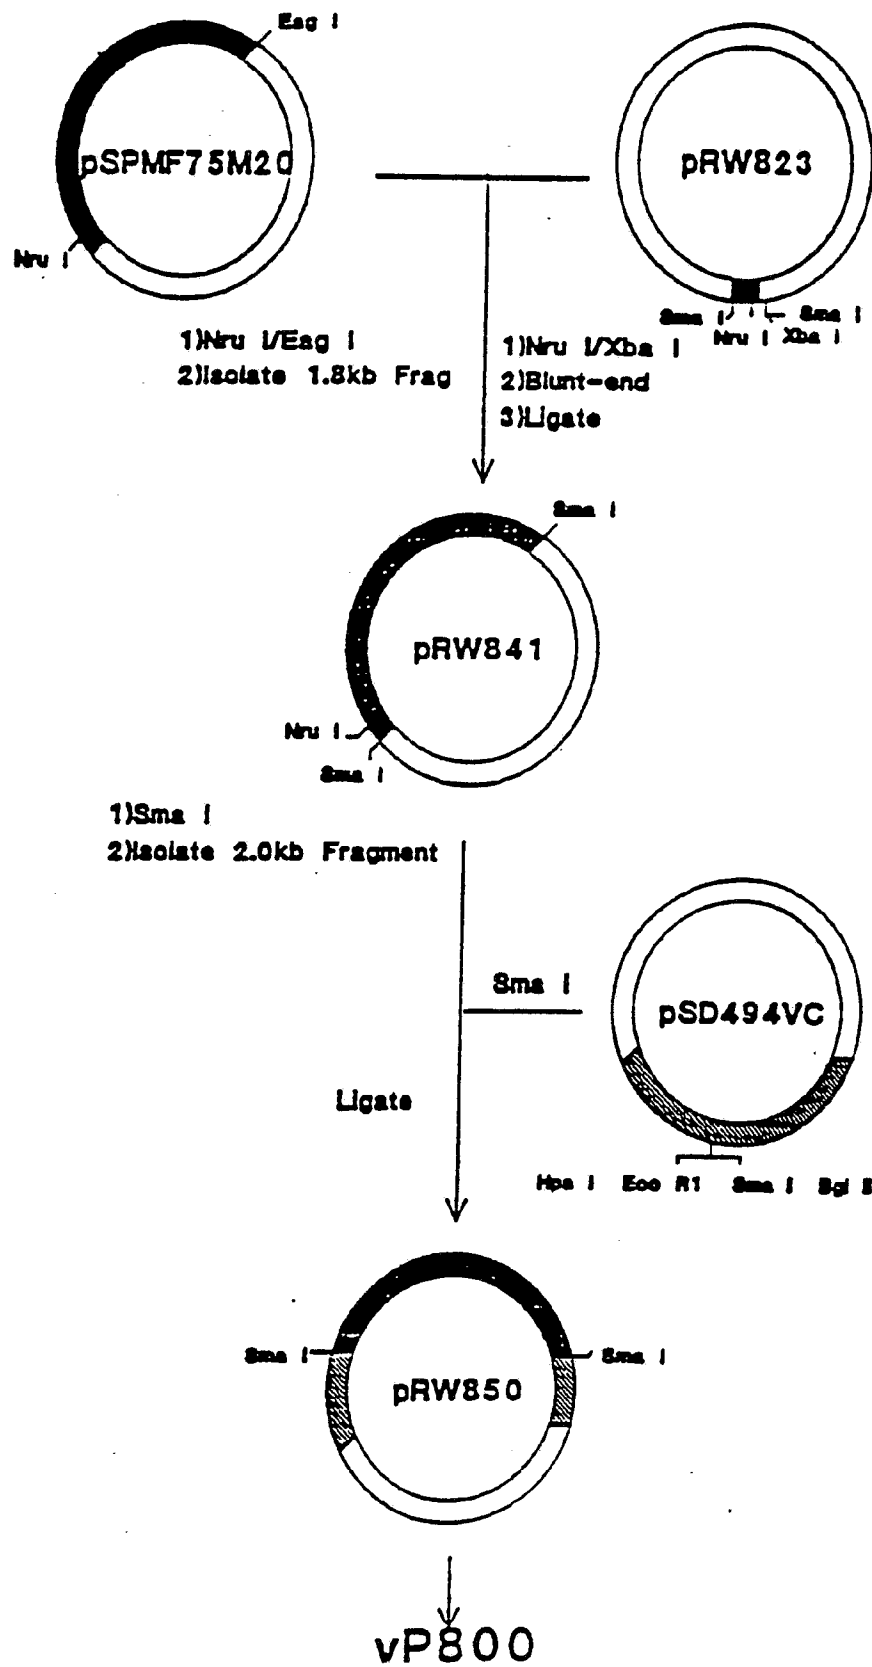 Eag I
pSPMF75M20
pRW823
Nru I
Sma I
Sma I
Nru I
Xba I
1)Nru I/Eag I
2)Isolate 1.8kb Frag
1)Nru I/Xba I
2)Blunt-end
3)Ligate
Sma I
pRW841
Nru I
Sma I
1)Sma I
2)Isolate 2.0kb Fragment
Sma I
pSD494VC
Ligate
Hpa I Eco R1 Sma I Bgl
Sma I
Sma I
pRW850
vP800